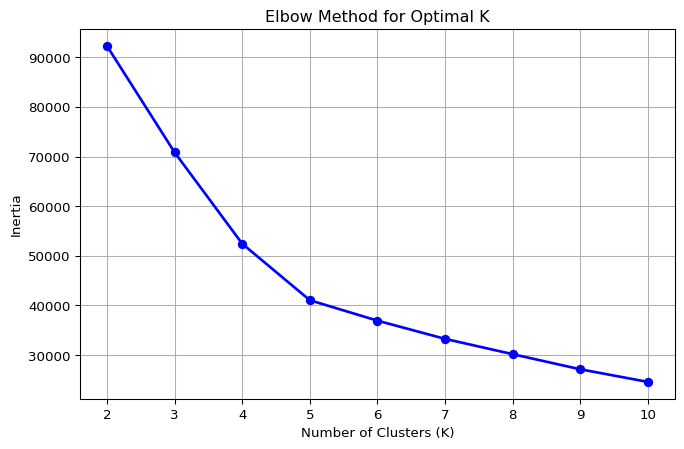 Elbow Method for Optimal K
90000
80000
70000
60000
50000
40000
30000
Inertia
2 3 4 5 6 7 8 9 10
Number of Clusters (K)